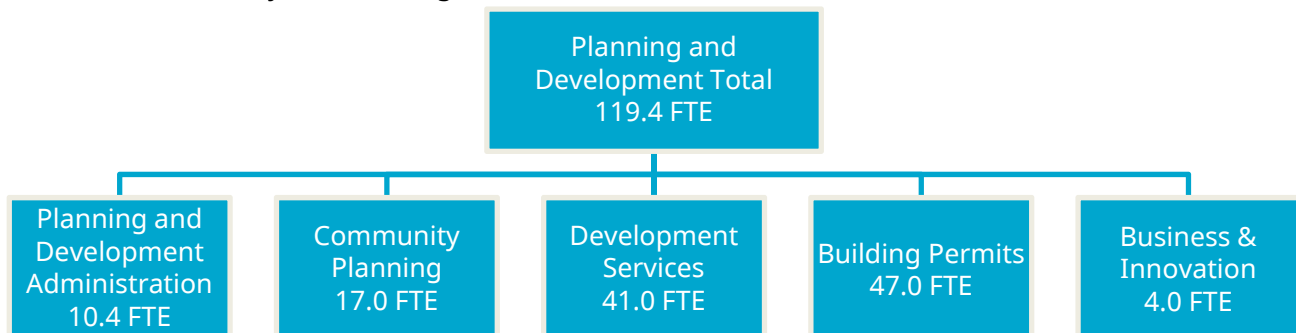 Planning and
Development Total
119.4 FTE
Planning and
Development
Administration
10.4 FTE
Community
Planning
17.0 FTE
Development
Services
41.0 FTE
Building Permits
47.0 FTE
Business &
Innovation
4.0 FTE